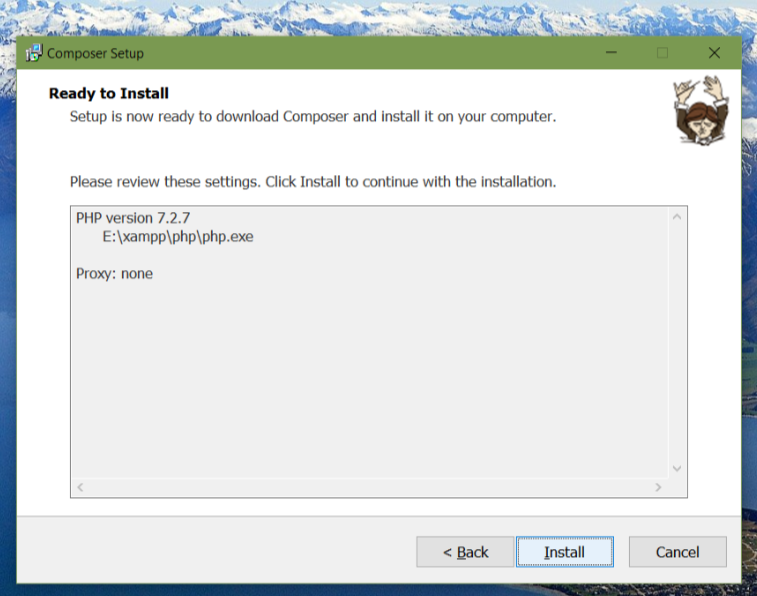 Composer Setup
Ready to Install
Setup is now ready to download Composer and install it on your computer.
Please review these settings. Click Install to continue with the installation.
PHP version 7.2.7
E:\xampp\php\php.exe
Proxy: none
< Back
Install
Cancel